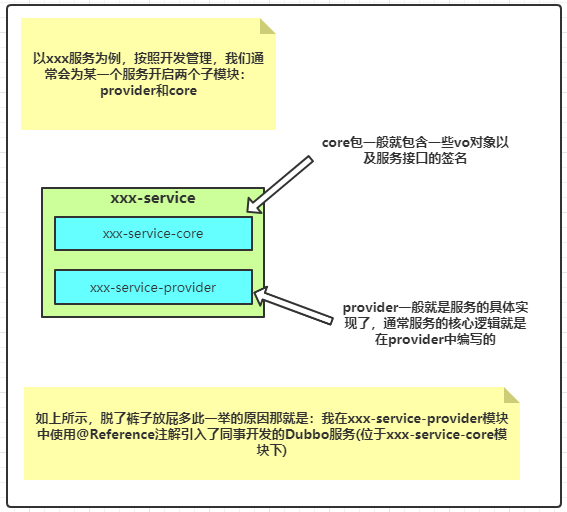 以xxx服务为例，按照开发管理，我们通
常会为某一个服务开启两个子模块：
provider和core
core包一般就包含一些vo对象以
及服务接口的签名
xxx-service
xxx-service-core
xxx-service-provider
provider一般就是服务的具体实
现了，通常服务的核心逻辑就是
在provider中编写的
如上所示，脱了裤子放屁多此一举的原因那就是：我在xxx-service-provider模块
中使用@Reference注解引入了同事开发的Dubbo服务(位于xxx-service-core模
块下)